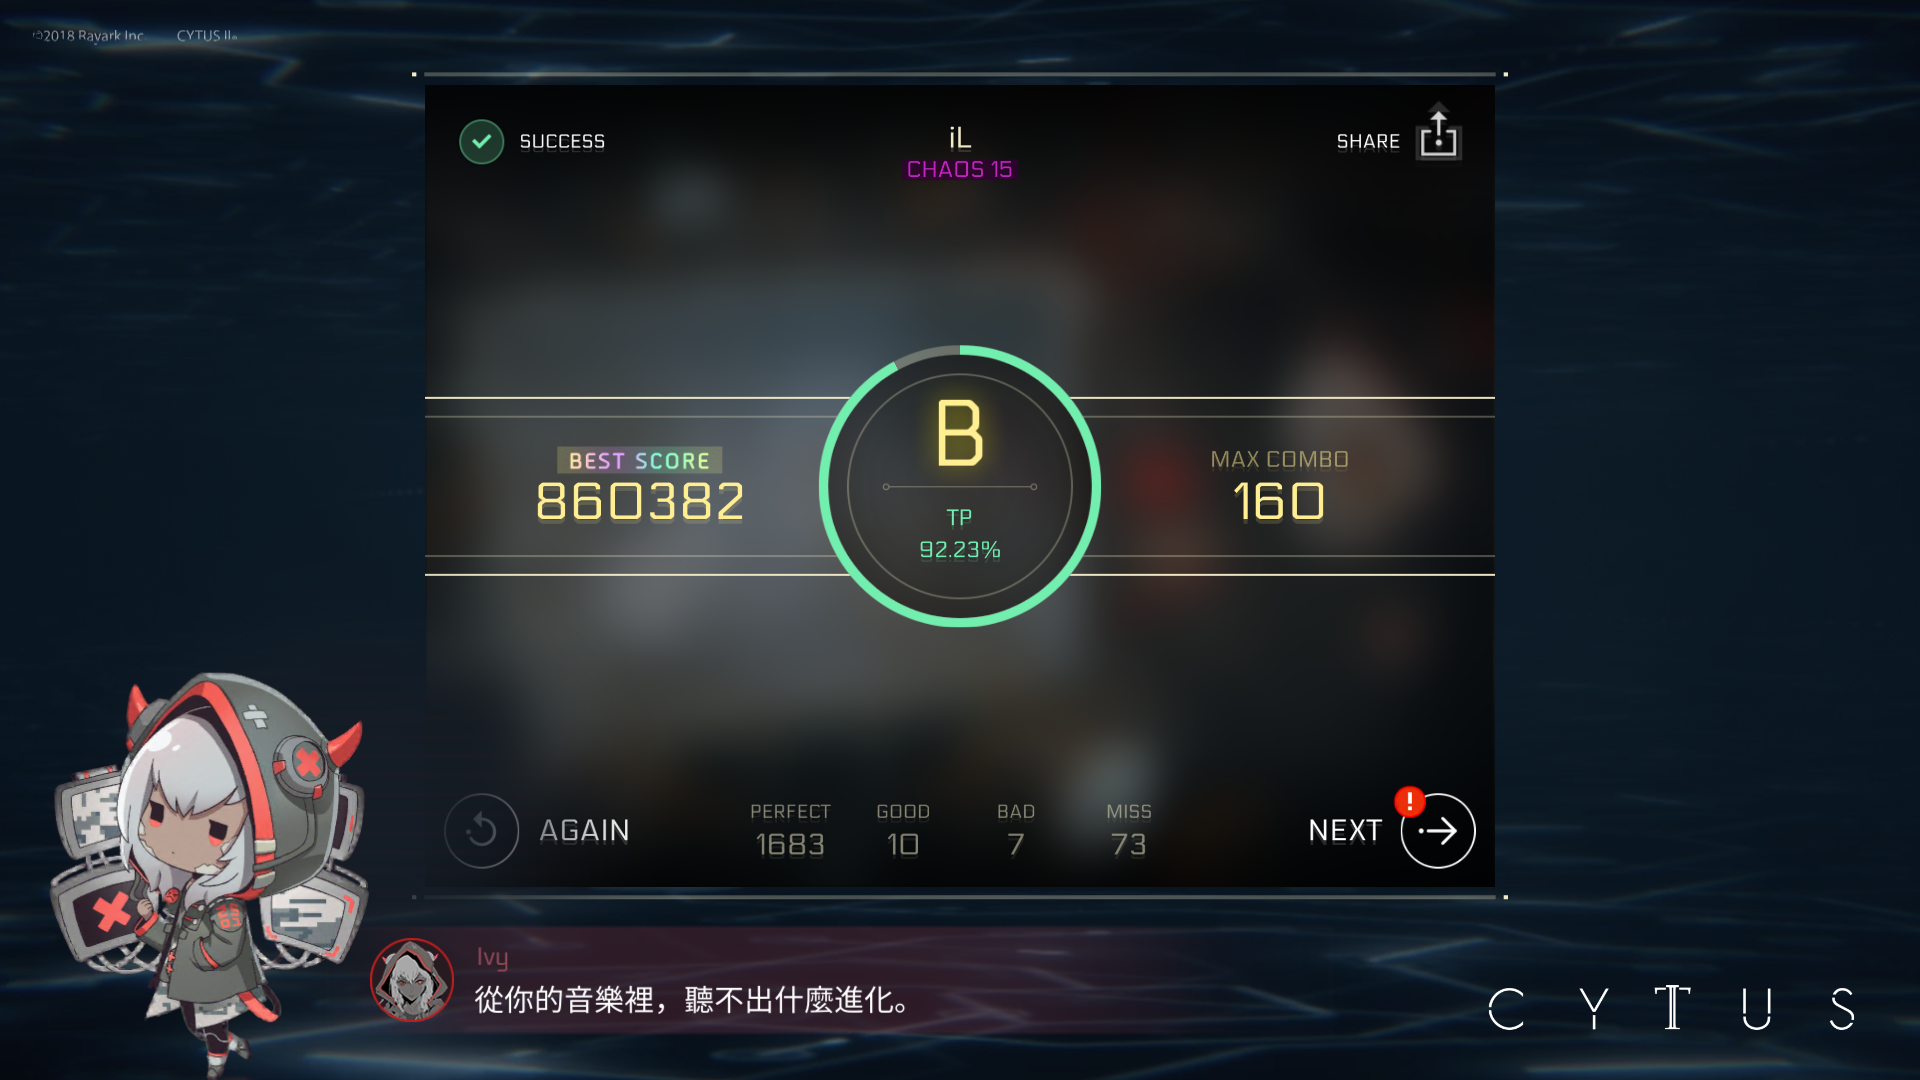 ©2018 Rayark Inc. CYTUS II®
SUCCESS
iL
CHAOS 15
SHARE
BEST SCORE
860382
B
TP
92.23%
MAX COMBO
160
AGAIN
PERFECT GOOD BAD MISS
1683 10 7 73
NEXT
!
Ivy
從你的音樂裡，聽不出什麼進化。
CYTUS